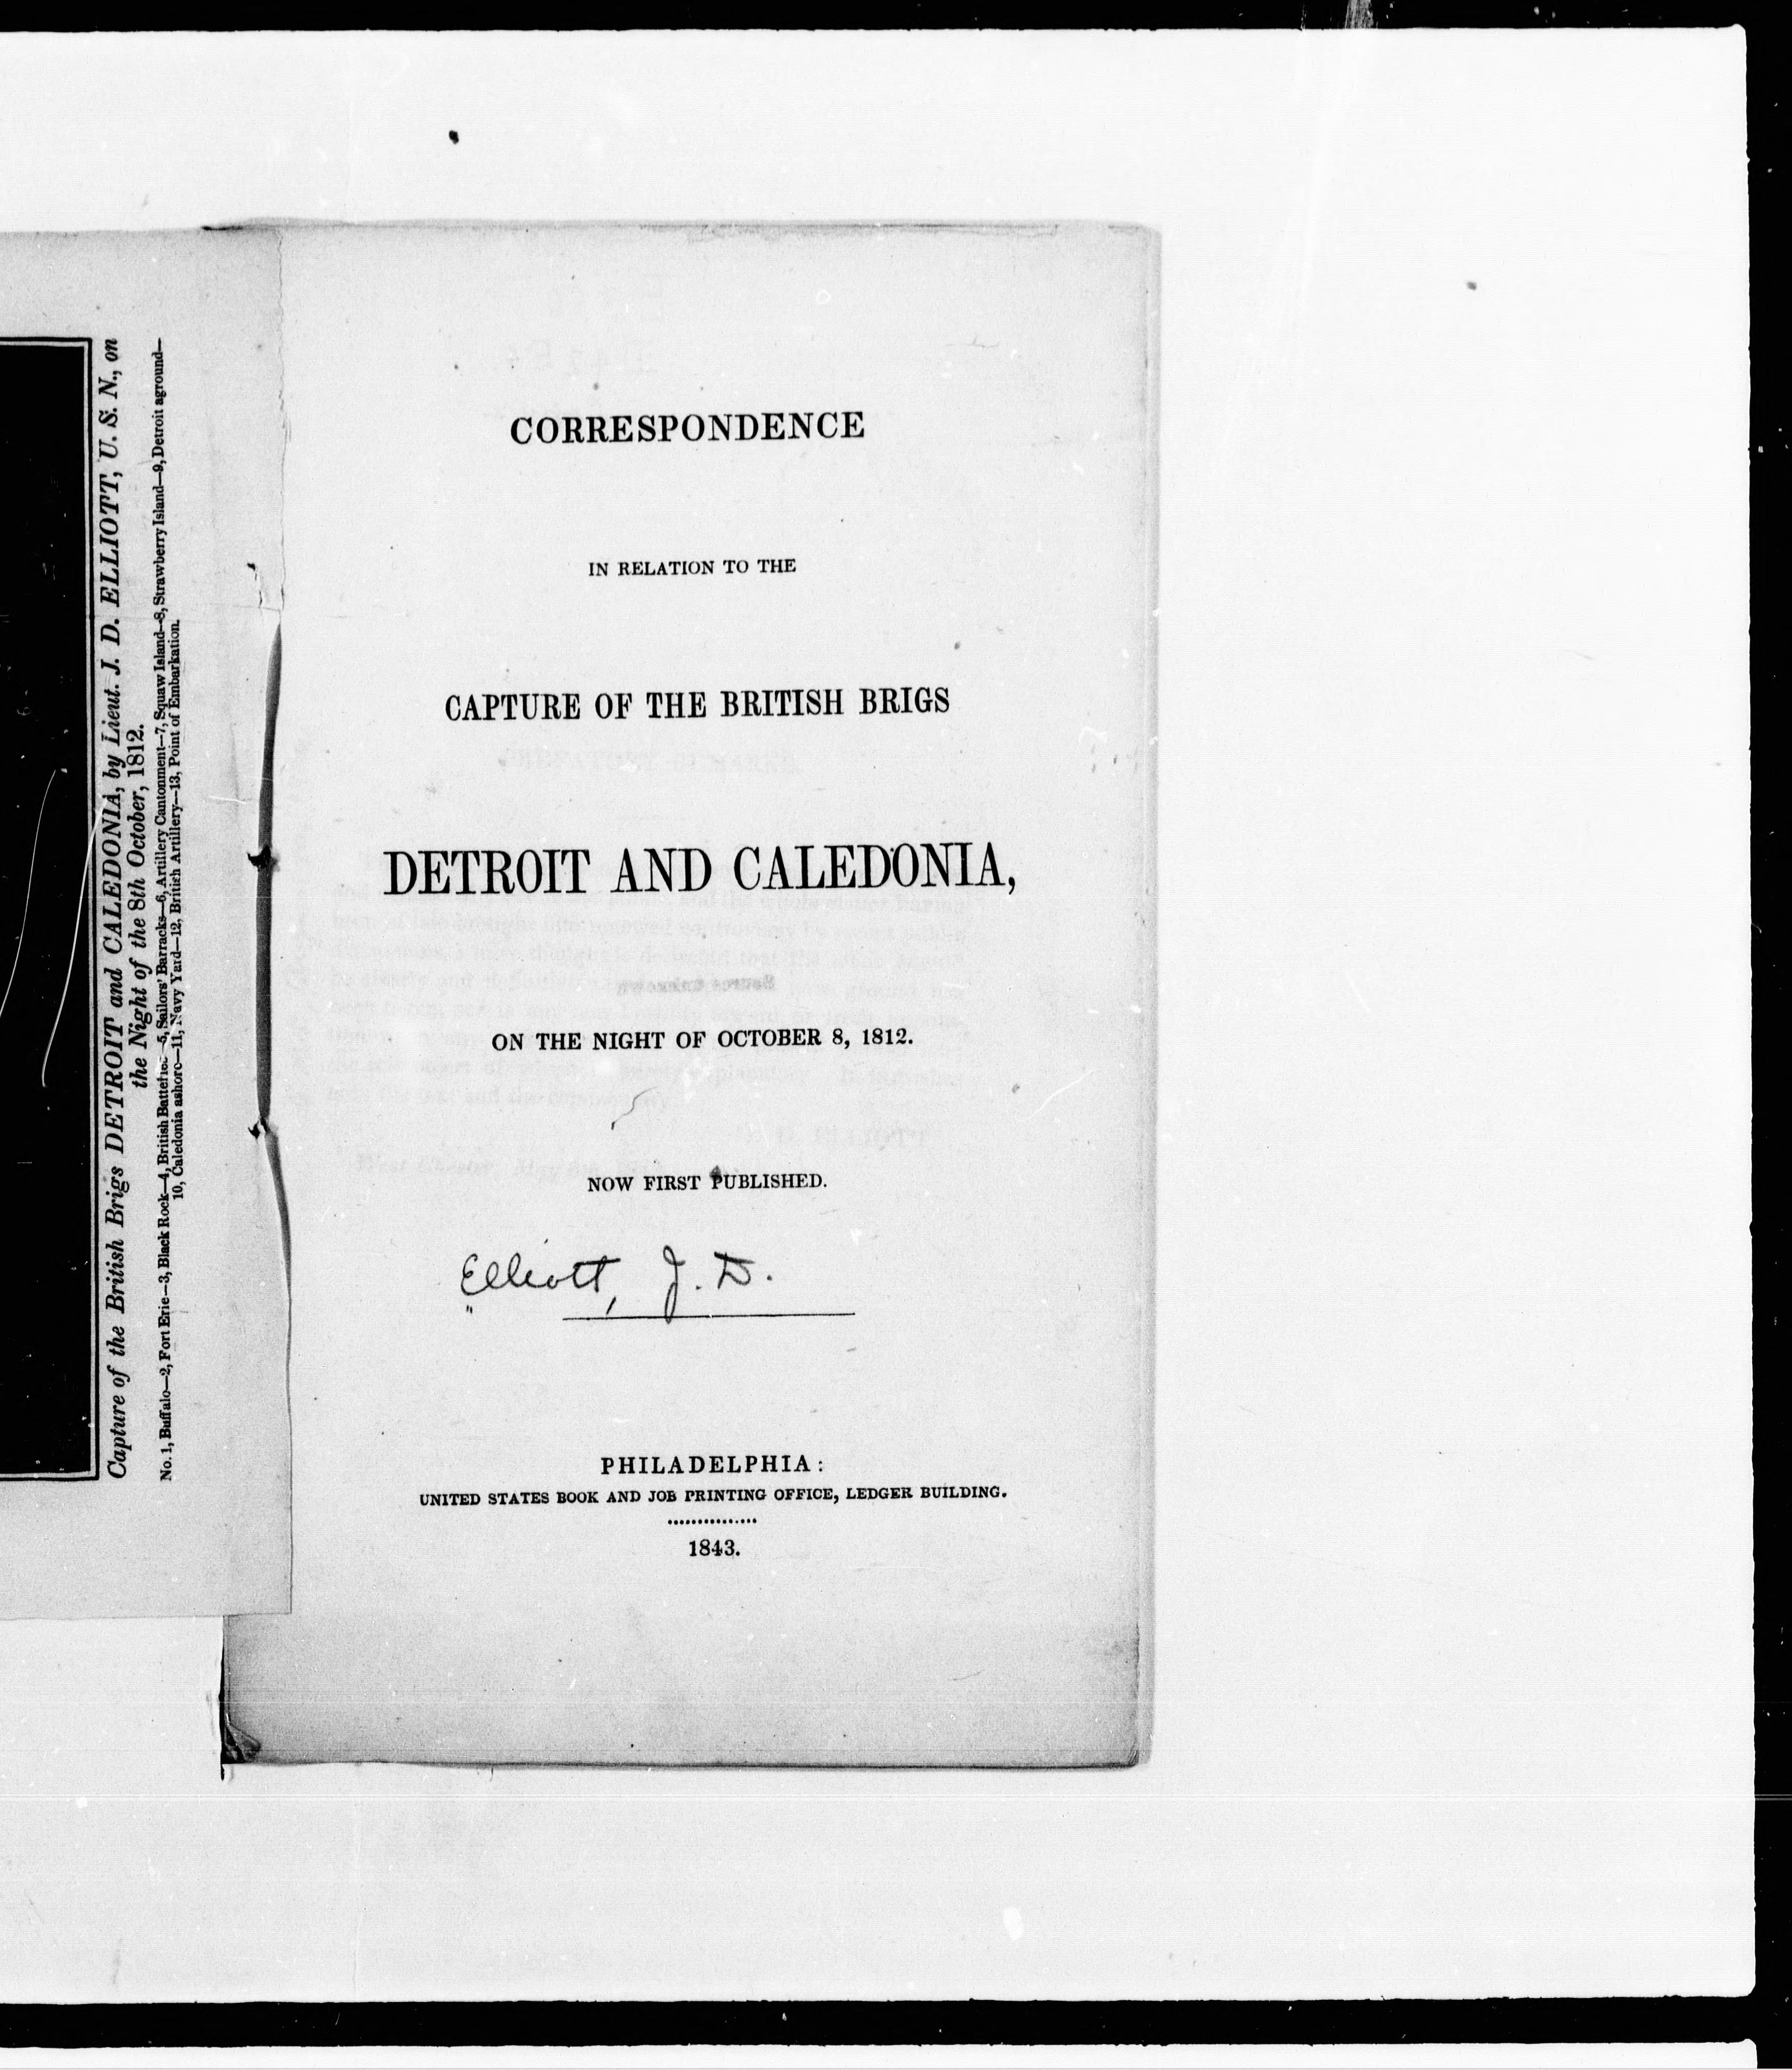 Capture of the British Brigs DETROIT and CALEDONIA, by Lieut. J. D. ELLIOTT, U. S. N., on
the Night of the 8th October, 1812.
No. 1, Buffalo—2, Fort Erie—3, Black Rock—4, British Batteries—5, Sailors' Barracks—6, Artillery Cantonment—7, Squaw Island—8, Strawberry Island—9, Detroit aground—
10, Caledonia ashore—11, Navy Yard—12, British Artillery—13, Point of Embarkation.
CORRESPONDENCE
IN RELATION TO THE
CAPTURE OF THE BRITISH BRIGS
DETROIT AND CALEDONIA,
ON THE NIGHT OF OCTOBER 8, 1812.
NOW FIRST PUBLISHED.
Elliott, J. D.
PHILADELPHIA:
UNITED STATES BOOK AND JOB PRINTING OFFICE, LEDGER BUILDING.
1843.